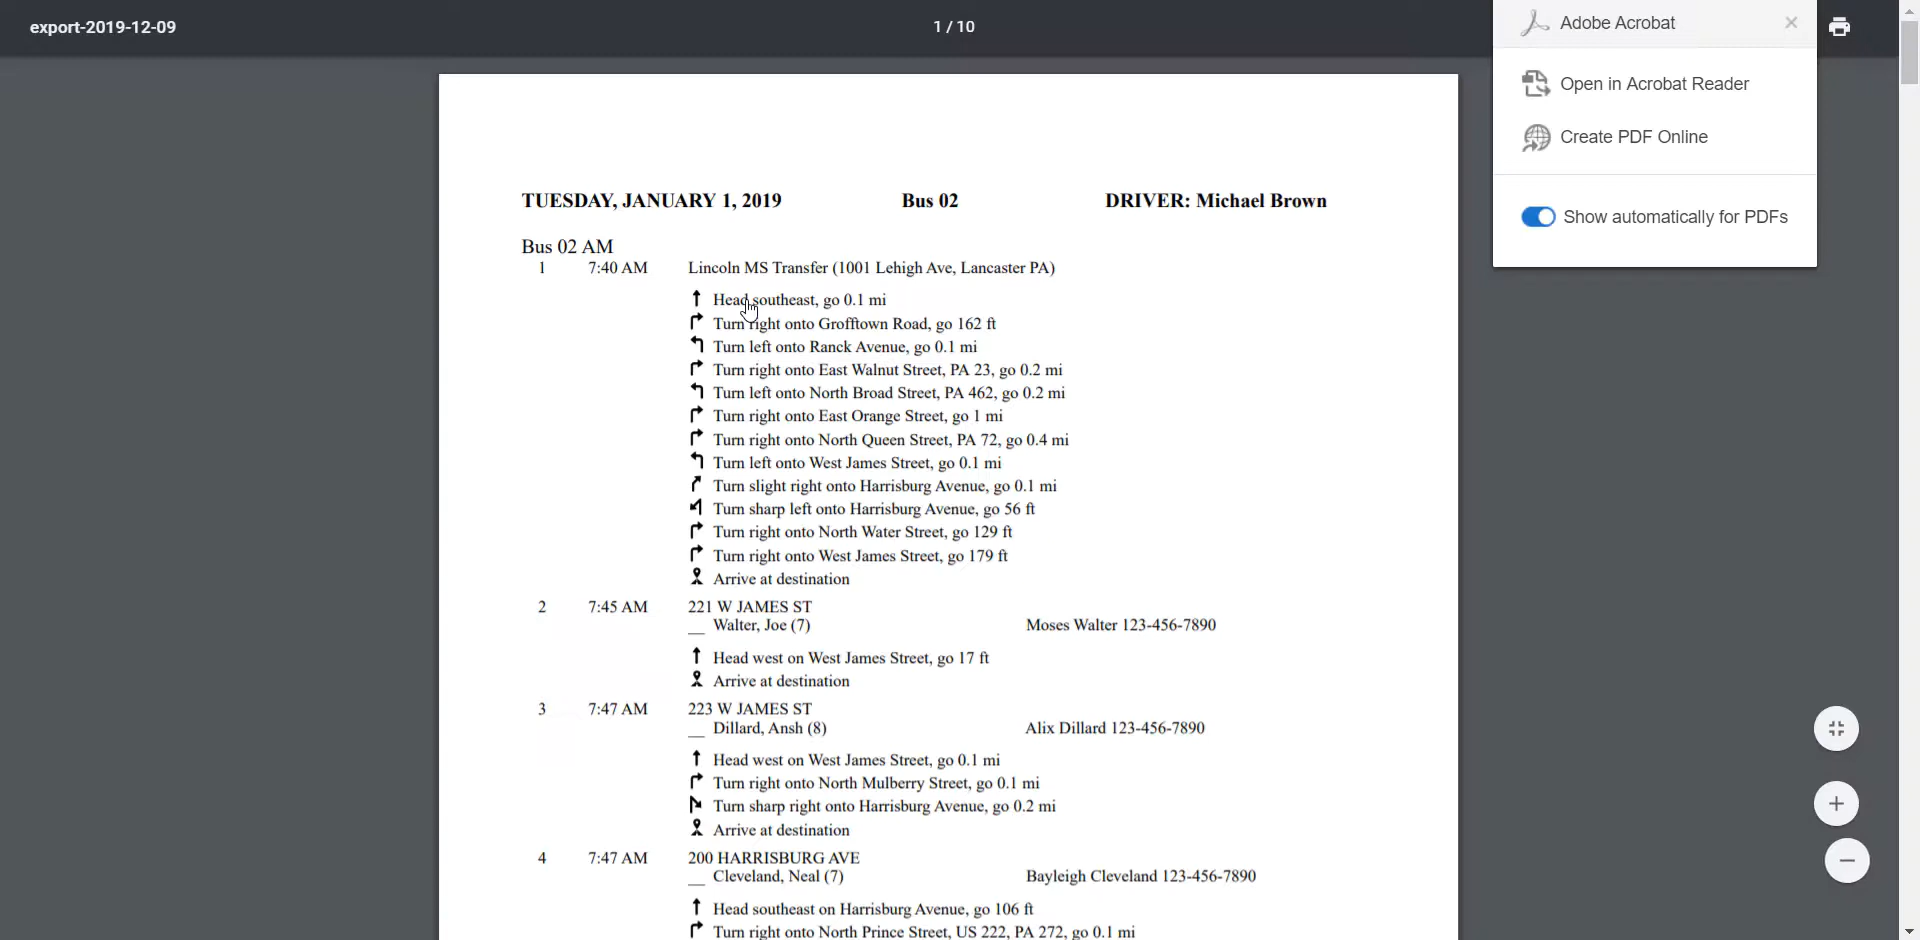 export-2019-12-09
1 / 10
Adobe Acrobat
Open in Acrobat Reader
Create PDF Online
Show automatically for PDFs
TUESDAY, JANUARY 1, 2019 Bus 02 DRIVER: Michael Brown
Bus 02 AM
1 7:40 AM Lincoln MS Transfer (1001 Lehigh Ave, Lancaster PA)
Head southeast, go 0.1 mi
Turn right onto Grofftown Road, go 162 ft
Turn left onto Ranck Avenue, go 0.1 mi
Turn right onto East Walnut Street, PA 23, go 0.2 mi
Turn left onto North Broad Street, PA 462, go 0.2 mi
Turn right onto East Orange Street, go 1 mi
Turn right onto North Queen Street, PA 72, go 0.4 mi
Turn left onto West James Street, go 0.1 mi
Turn slight right onto Harrisburg Avenue, go 0.1 mi
Turn sharp left onto Harrisburg Avenue, go 56 ft
Turn right onto North Water Street, go 129 ft
Turn right onto West James Street, go 179 ft
Arrive at destination
2 7:45 AM 221 W JAMES ST
__ Walter, Joe (7) Moses Walter 123-456-7890
Head west on West James Street, go 17 ft
Arrive at destination
3 7:47 AM 223 W JAMES ST
__ Dillard, Ansh (8) Alix Dillard 123-456-7890
Head west on West James Street, go 0.1 mi
Turn right onto North Mulberry Street, go 0.1 mi
Turn sharp right onto Harrisburg Avenue, go 0.2 mi
Arrive at destination
4 7:47 AM 200 HARRISBURG AVE
__ Cleveland, Neal (7) Bayleigh Cleveland 123-456-7890
Head southeast on Harrisburg Avenue, go 106 ft
Turn right onto North Prince Street, US 222, PA 272, go 0.1 mi